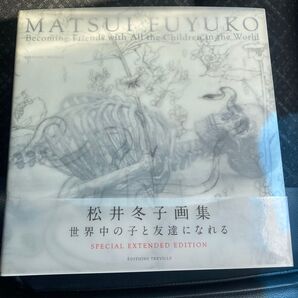 MATSUI FUYUKO
Becoming Friends with All the Children in the World
松井冬子画集
世界中の子と友達になれる
SPECIAL EXTENDED EDITION
EDITIONS TREVILLE